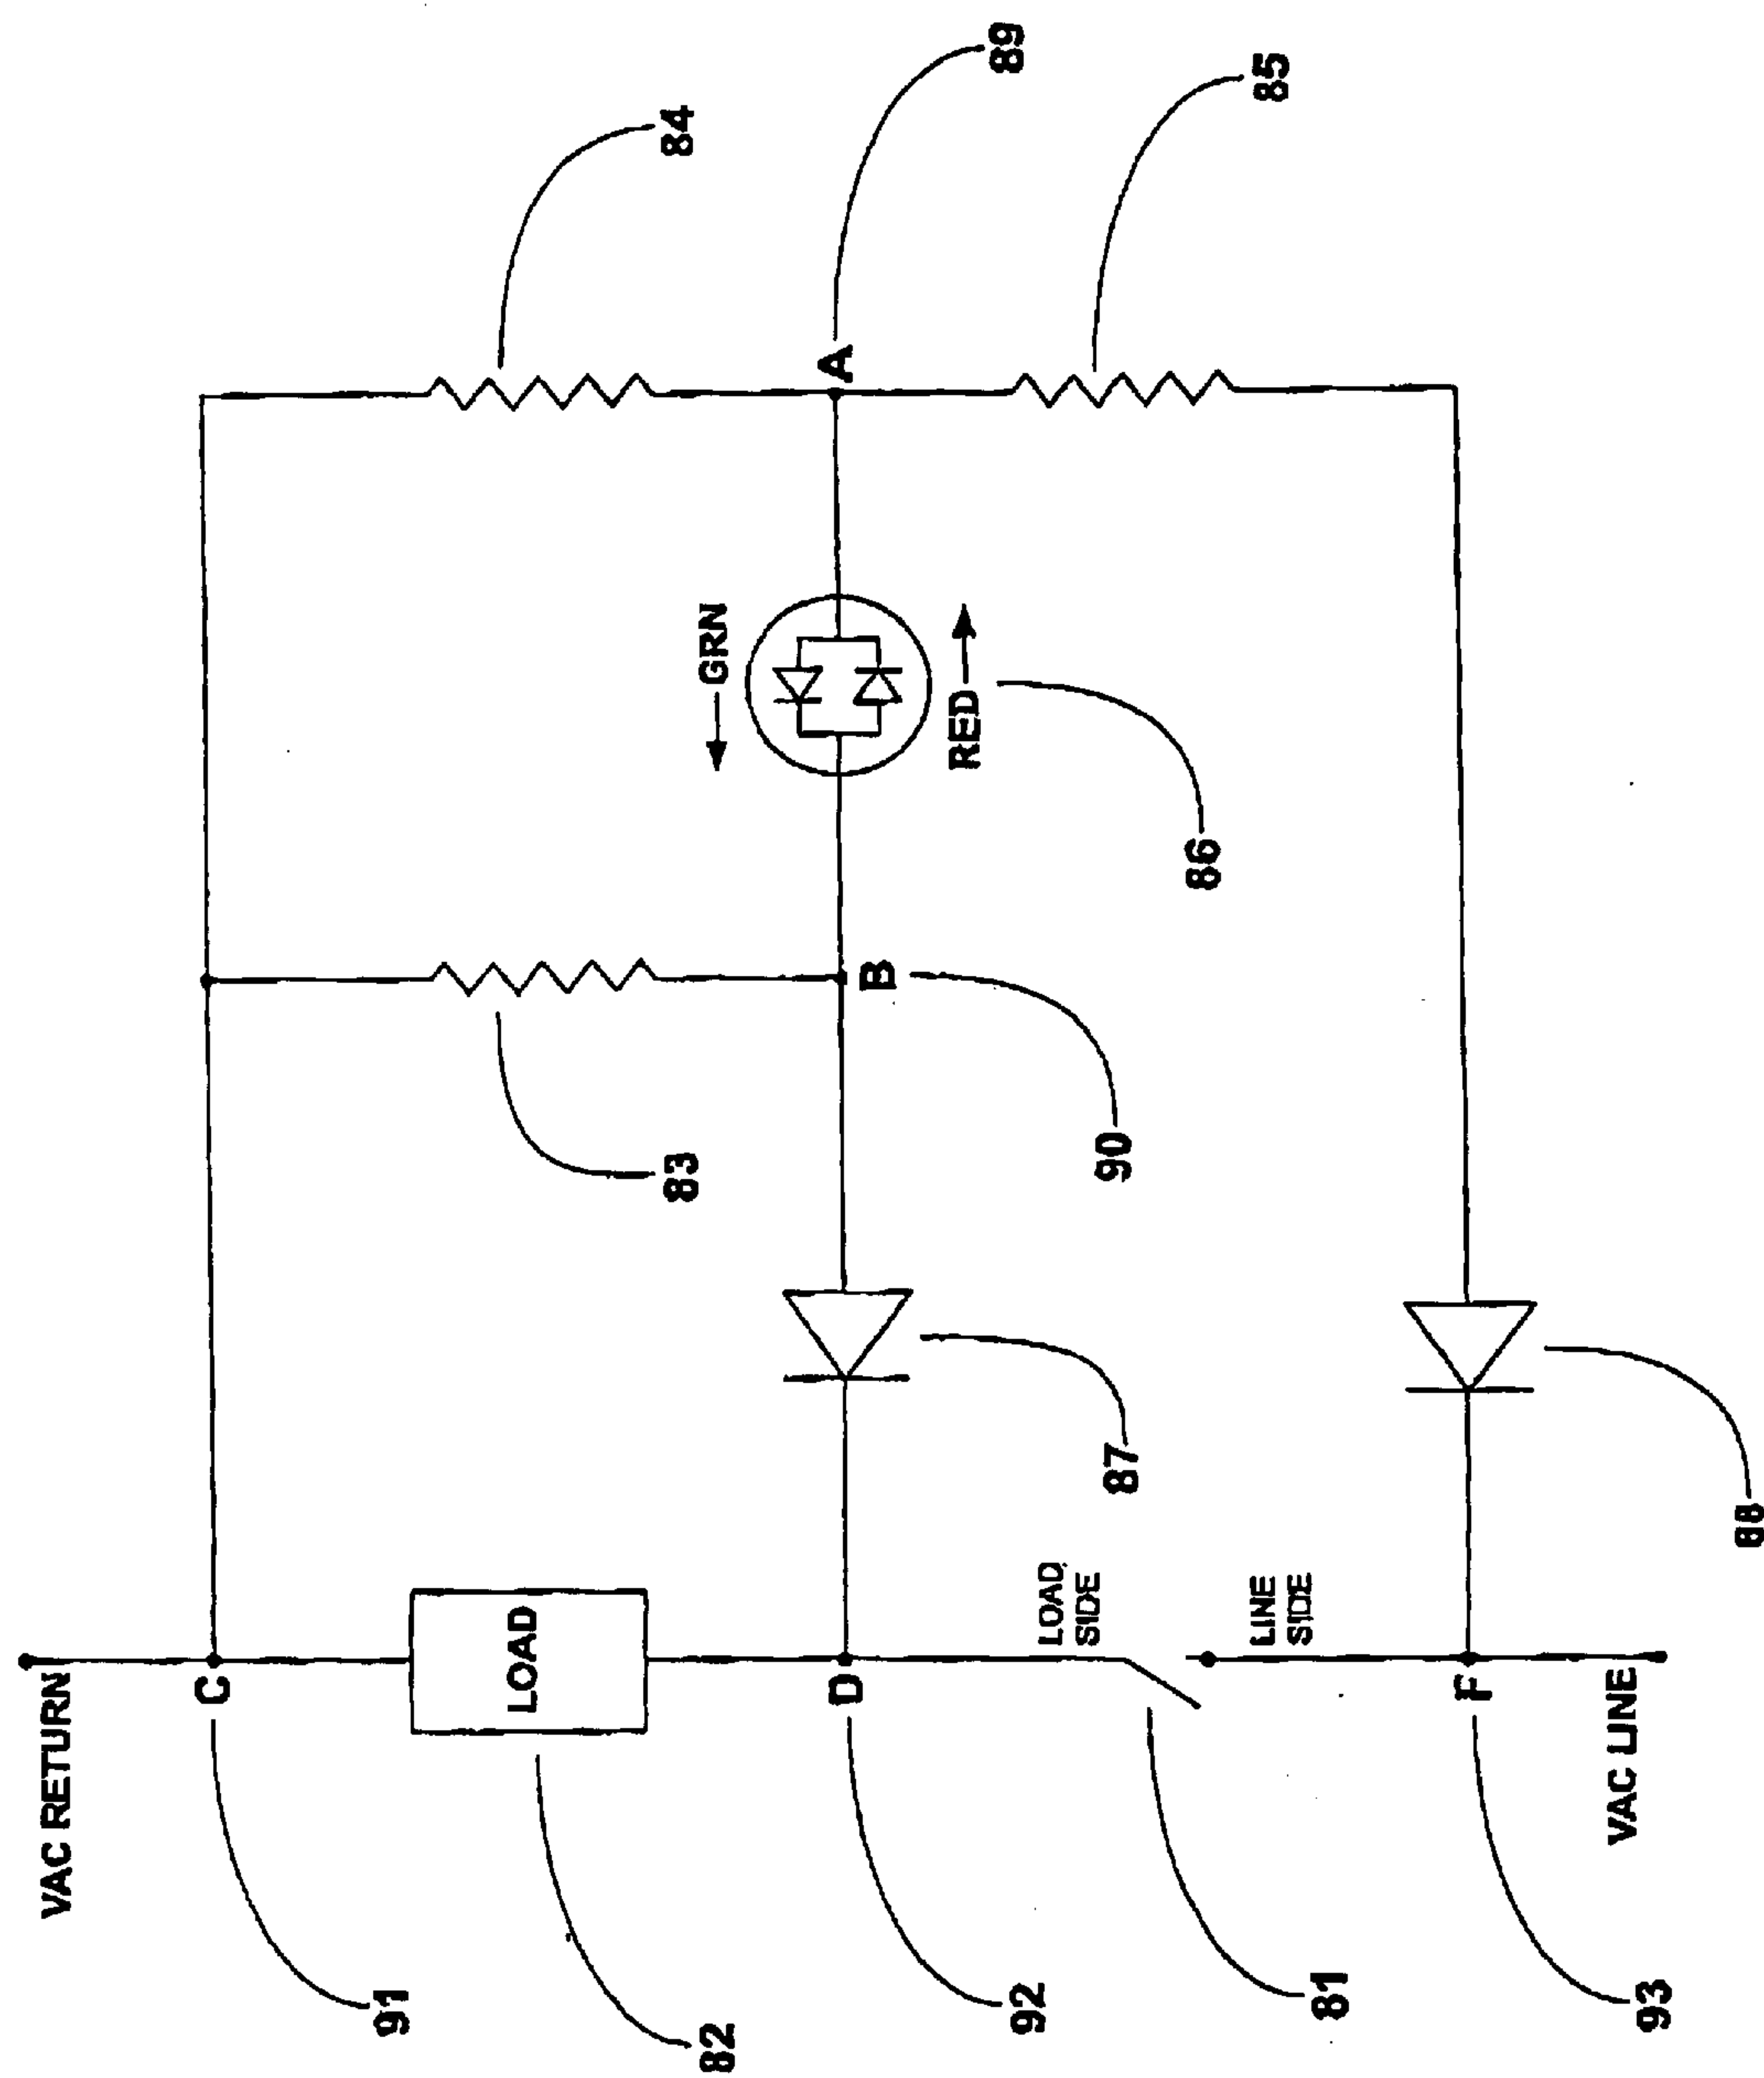 VAC RETURN
C
91
LOAD
82
83
84
GRN
A
D
B
RED
89
92
LOAD
SIDE
90
87
86
LINE
SIDE
85
81
F
VAC LINE
93
88